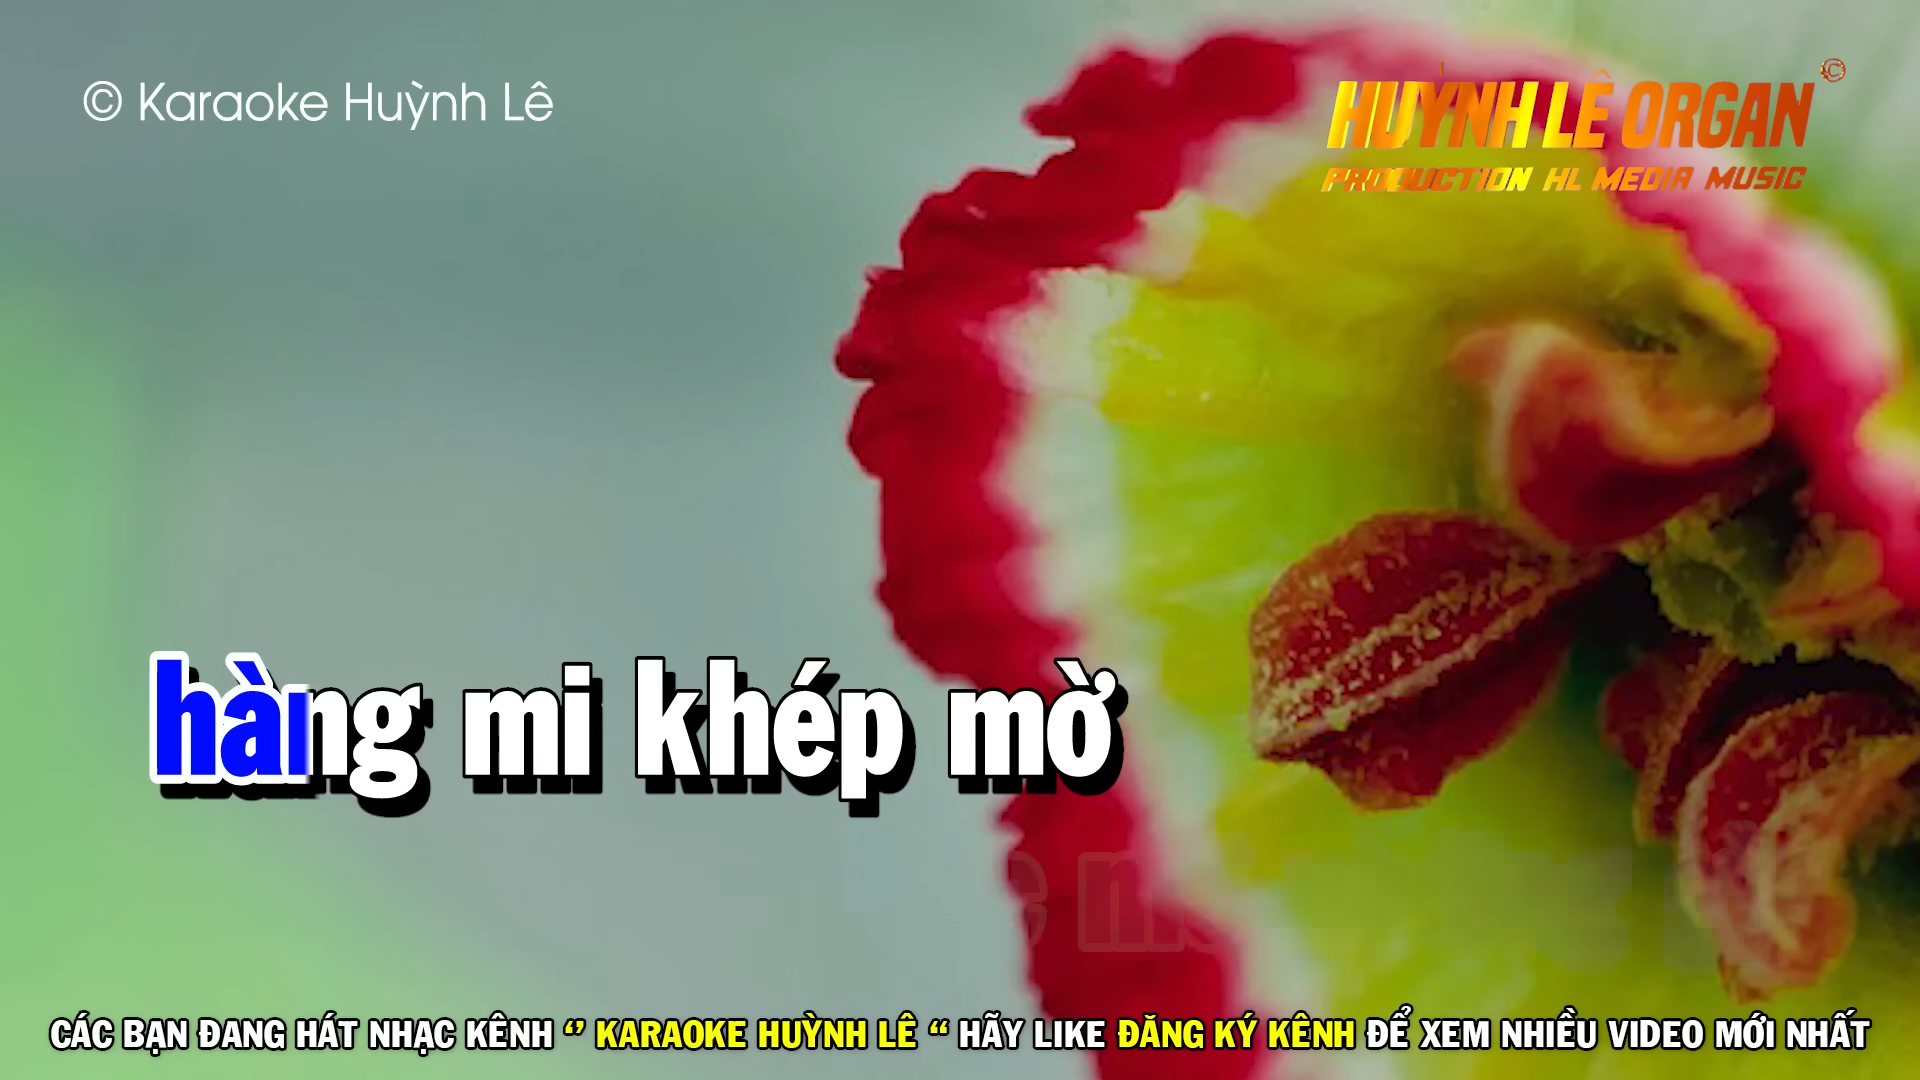 © Karaoke Huỳnh Lê
HUỲNH LÊ ORGAN ©
PRODUCTION HL MEDIA MUSIC
hàng mi khép mờ
CÁC BẠN ĐANG HÁT NHẠC KÊNH “ KARAOKE HUỲNH LÊ “ HÃY LIKE ĐĂNG KÝ KÊNH ĐỂ XEM NHIỀU VIDEO MỚI NHẤT